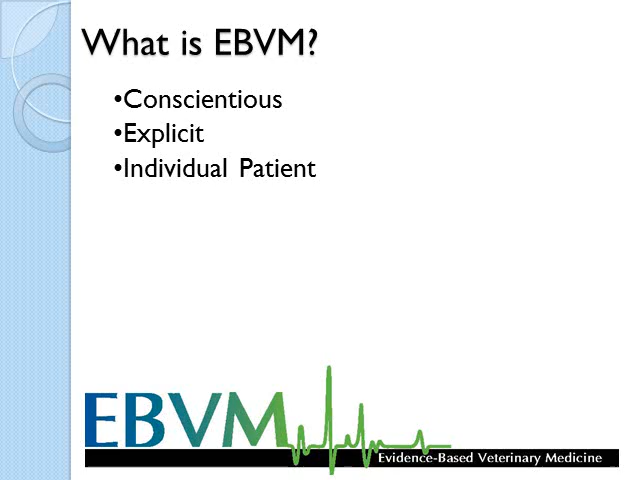 What is EBVM?
•Conscientious
•Explicit
•Individual Patient
EBVM
Evidence-Based Veterinary Medicine